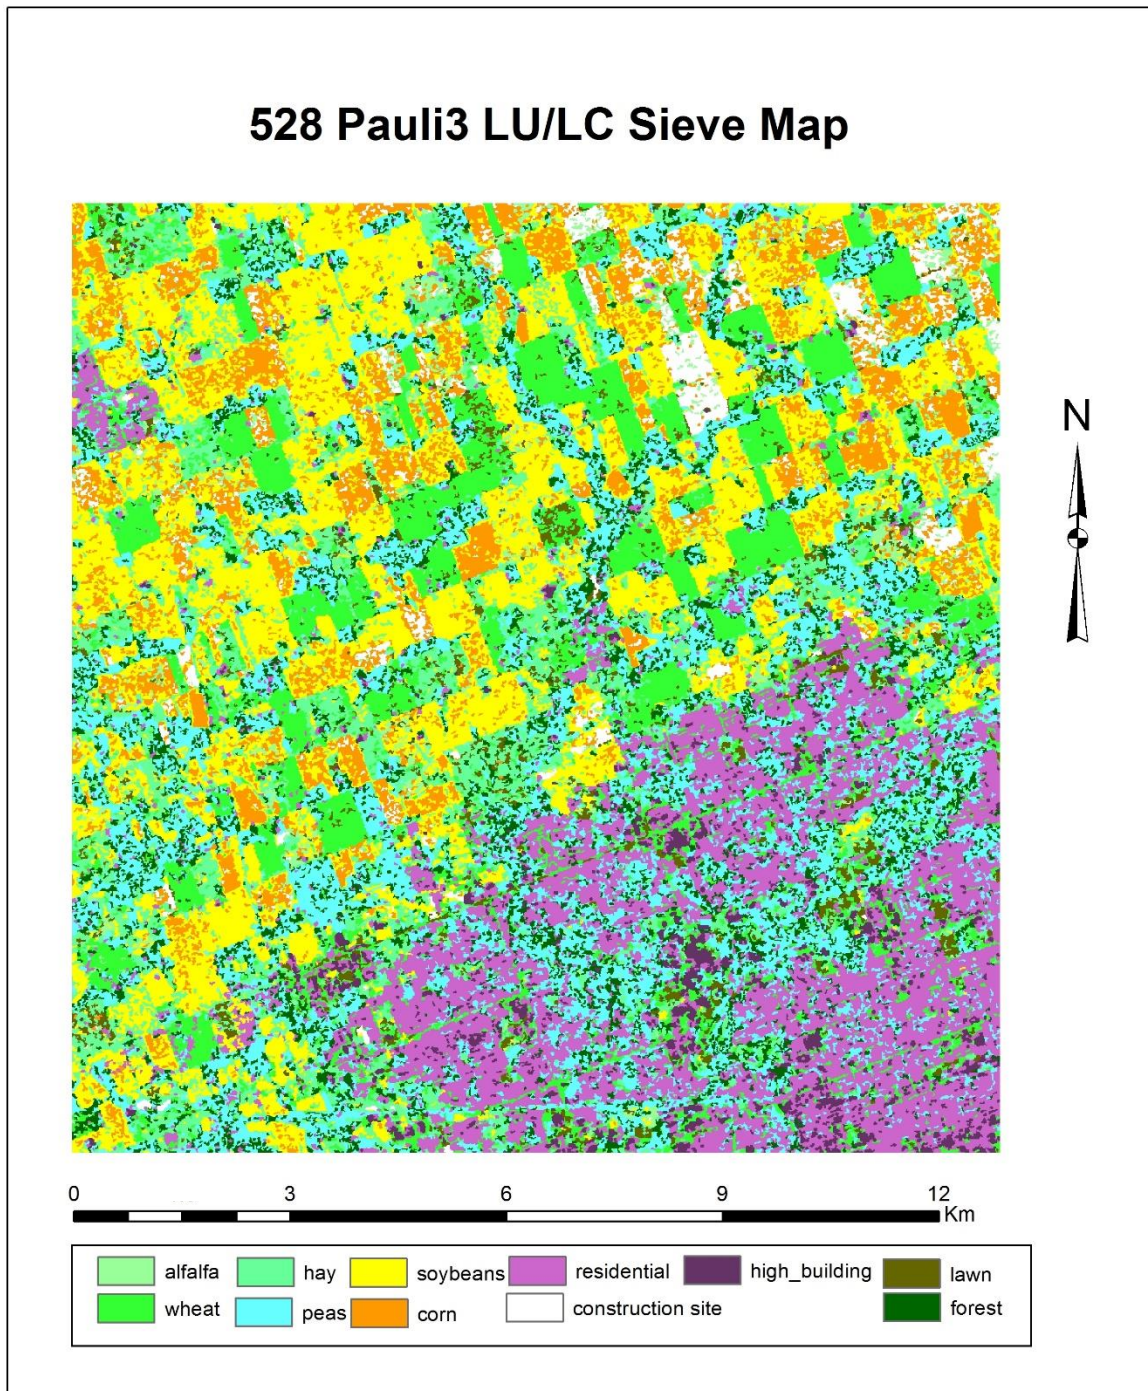 528 Pauli3 LU/LC Sieve Map
N
0 3 6 9 12
Km
alfalfa hay soybeans residential high_building lawn
wheat peas corn construction site forest